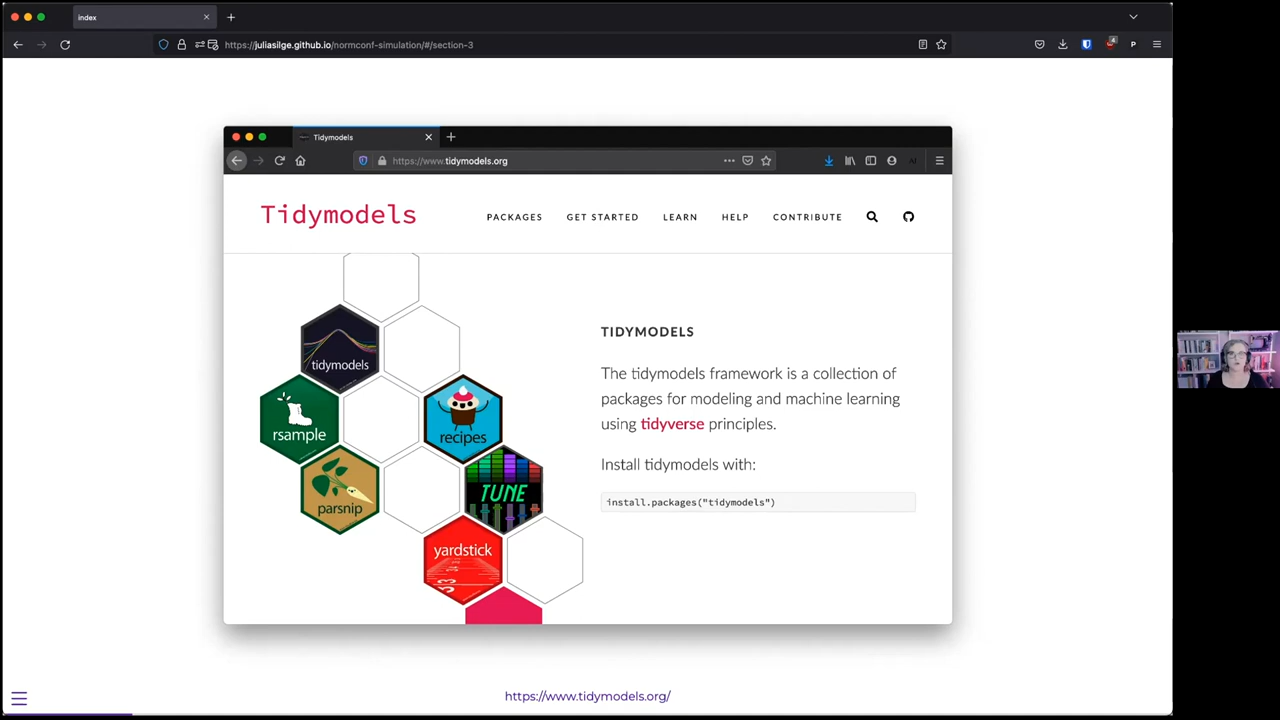 index
https://juliasilge.github.io/normconf-simulation/#/section-3
4
P
Tidymodels
https://www.tidymodels.org
Tidymodels
PACKAGES
GET STARTED
LEARN
HELP
CONTRIBUTE
tidymodels
rsample
recipes
parsnip
TUNE
yardstick
TIDYMODELS
The tidymodels framework is a collection of
packages for modeling and machine learning
using tidyverse principles.
Install tidymodels with:
install.packages("tidymodels")
https://www.tidymodels.org/